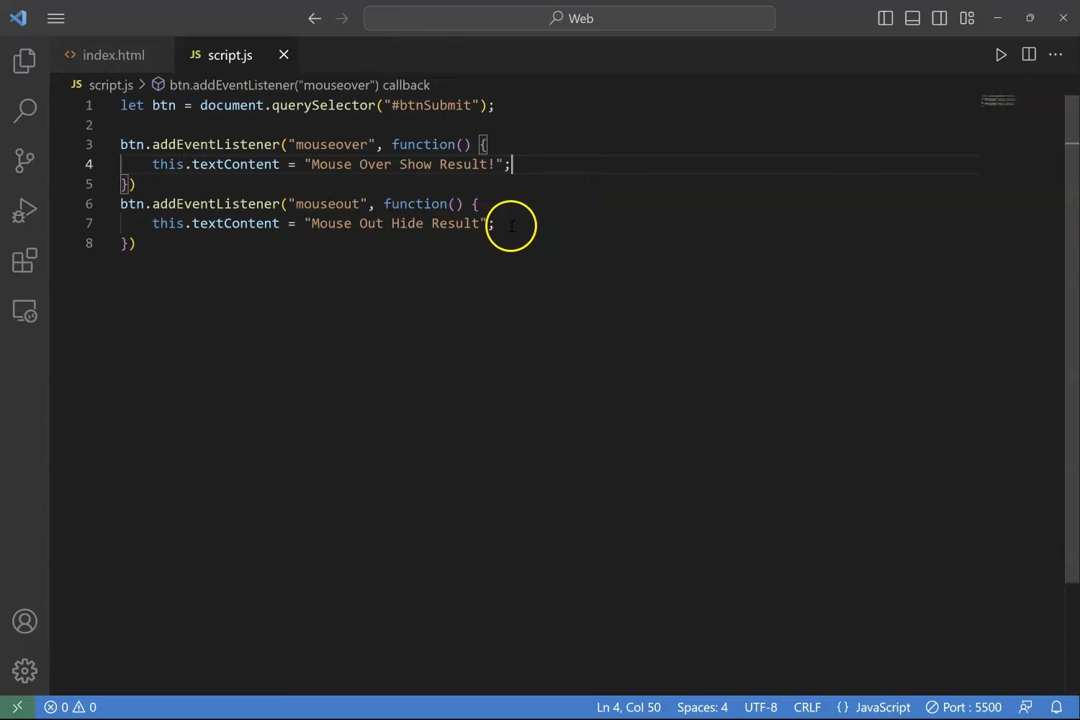 Web
index.html
JS script.js
JS script.js > btn.addEventListener("mouseover") callback
1 let btn = document.querySelector("#btnSubmit");
2
3 btn.addEventListener("mouseover", function() {
4 this.textContent = "Mouse Over Show Result!";
5 })
6 btn.addEventListener("mouseout", function() {
7 this.textContent = "Mouse Out Hide Result";
8 })
0 0 Ln 4, Col 50 Spaces: 4 UTF-8 CRLF {} JavaScript Port : 5500